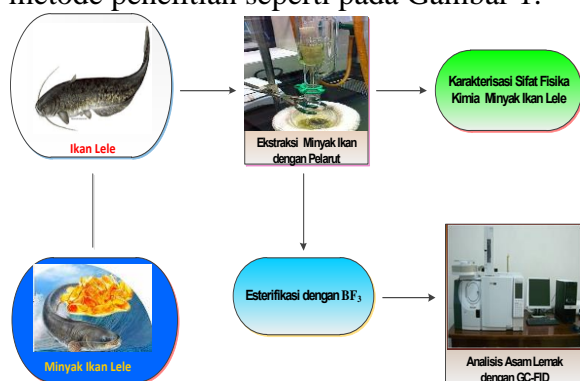 metode penelitian seperti pada Gambar 1.
Ikan Lele
Ekstraksi Minyak Ikan
dengan Pelarut
Karakterisasi Sifat Fisika
Kimia Minyak Ikan Lele
Minyak Ikan Lele
Esterifikasi dengan BF₃
Analisis Asam Lemak
dengan GC-FID